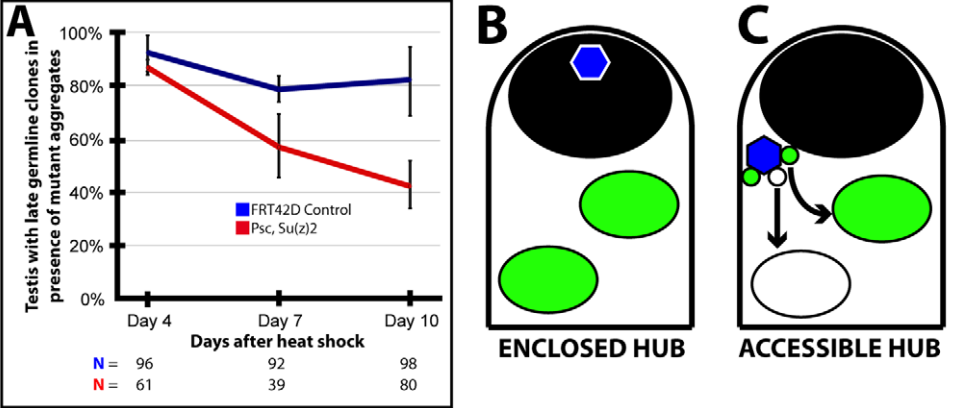 A
Testis with late germline clones in
presence of mutant aggregates
100%
80%
60%
40%
20%
0%
FRT42D Control
Psc, Su(z)2
Day 4 Day 7 Day 10
Days after heat shock
N = 96 92 98
N = 61 39 80
B
ENCLOSED HUB
C
ACCESSIBLE HUB